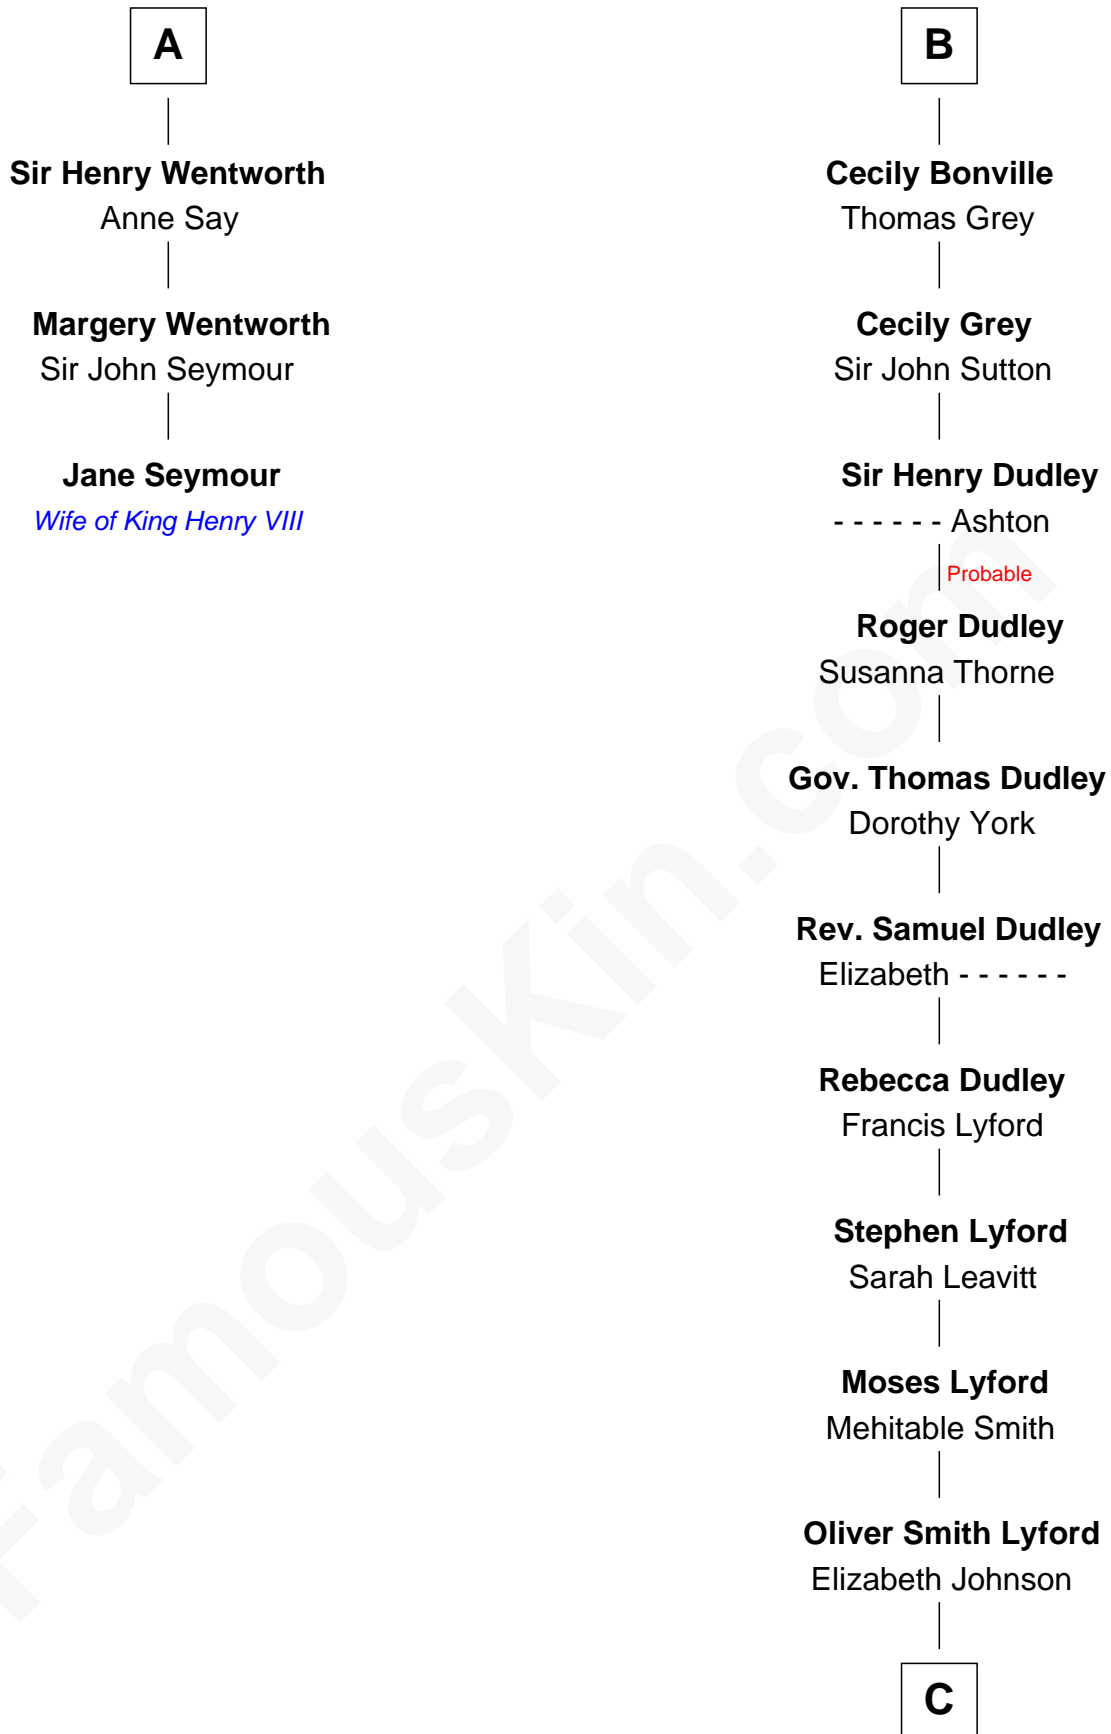 A
Sir Henry Wentworth
Anne Say
Margery Wentworth
Sir John Seymour
Jane Seymour
Wife of King Henry VIII
B
Cecily Bonville
Thomas Grey
Cecily Grey
Sir John Sutton
Sir Henry Dudley
- - - - - - Ashton
Probable
Roger Dudley
Susanna Thorne
Gov. Thomas Dudley
Dorothy York
Rev. Samuel Dudley
Elizabeth - - - - - -
Rebecca Dudley
Francis Lyford
Stephen Lyford
Sarah Leavitt
Moses Lyford
Mehitable Smith
Oliver Smith Lyford
Elizabeth Johnson
C
FamousKin.com